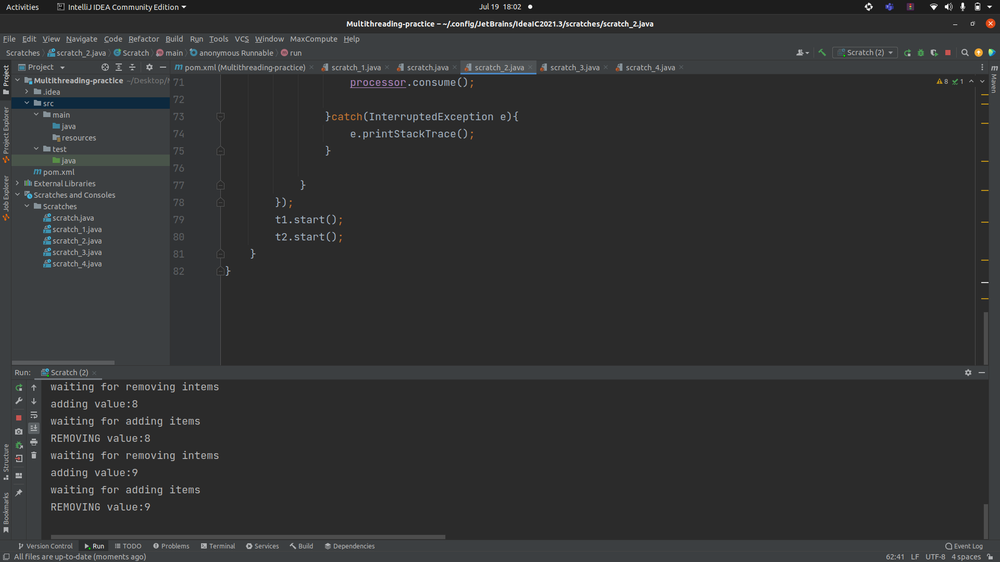 Activities IntelliJ IDEA Community Edition Jul 19 18:02
Multithreading-practice – ~/.config/JetBrains/IdeaIC2021.3/scratches/scratch_2.java
File Edit View Navigate Code Refactor Build Run Tools VCS Window MaxCompute Help
Scratches scratch_2.java Scratch main anonymous Runnable run Scratch (2)
Project pom.xml (Multithreading-practice) scratch_1.java scratch.java scratch_2.java scratch_3.java scratch_4.java
Multithreading-practice ~/Desktop/
.idea
src
main
java
resources
test
java
pom.xml
External Libraries
Scratches and Consoles
Scratches
scratch.java
scratch_1.java
scratch_2.java
scratch_3.java
scratch_4.java
Project
Project Explorer
Job Explorer
Structure
Bookmarks
8 1
Maven
71 processor.consume();
72
73 }catch(InterruptedException e){
74 e.printStackTrace();
75 }
76
77 }
78 });
79 t1.start();
80 t2.start();
81 }
82 }
Run: Scratch (2)
waiting for removing intems
adding value:8
waiting for adding items
REMOVING value:8
waiting for removing intems
adding value:9
waiting for adding items
REMOVING value:9
Version Control Run TODO Problems Terminal Services Build Dependencies Event Log
All files are up-to-date (moments ago) 62:41 LF UTF-8 4 spaces